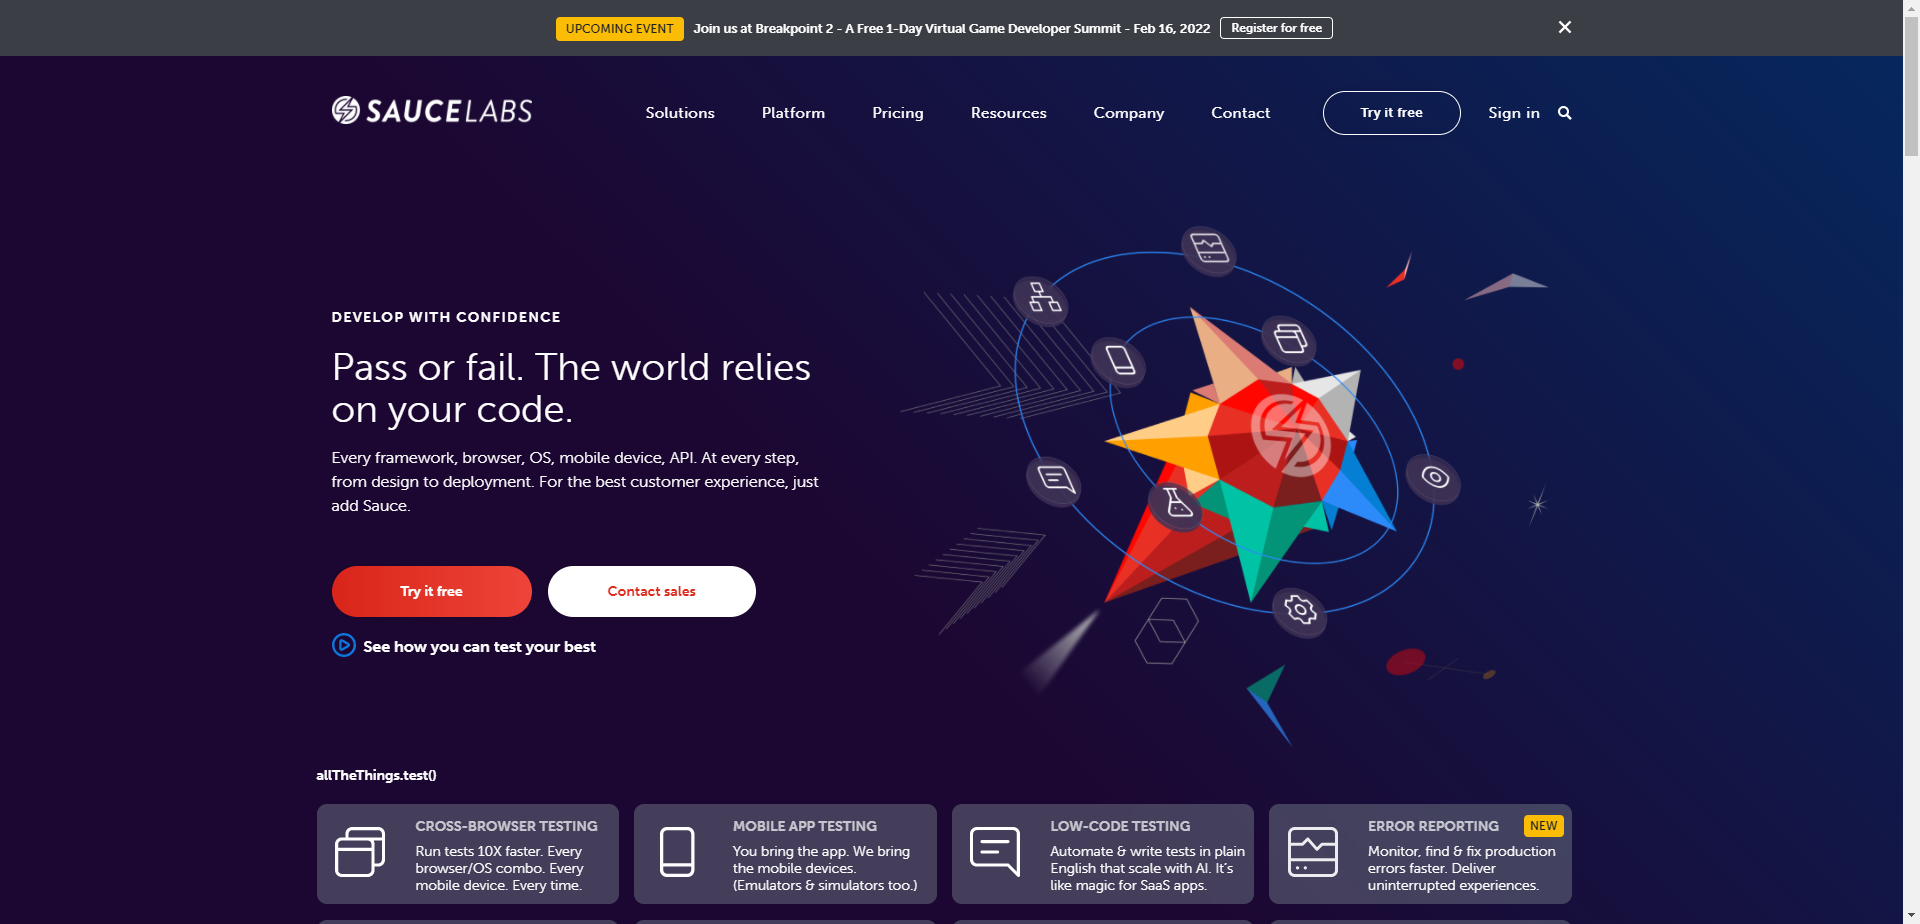 UPCOMING EVENT Join us at Breakpoint 2 - A Free 1-Day Virtual Game Developer Summit - Feb 16, 2022 Register for free
SAUCELABS Solutions Platform Pricing Resources Company Contact Try it free Sign in
DEVELOP WITH CONFIDENCE
Pass or fail. The world relies
on your code.
Every framework, browser, OS, mobile device, API. At every step,
from design to deployment. For the best customer experience, just
add Sauce.
Try it free Contact sales
See how you can test your best
allTheThings.test()
CROSS-BROWSER TESTING
Run tests 10X faster. Every
browser/OS combo. Every
mobile device. Every time.
MOBILE APP TESTING
You bring the app. We bring
the mobile devices.
(Emulators & simulators too.)
LOW-CODE TESTING
Automate & write tests in plain
English that scale with AI. It's
like magic for SaaS apps.
ERROR REPORTING NEW
Monitor, find & fix production
errors faster. Deliver
uninterrupted experiences.